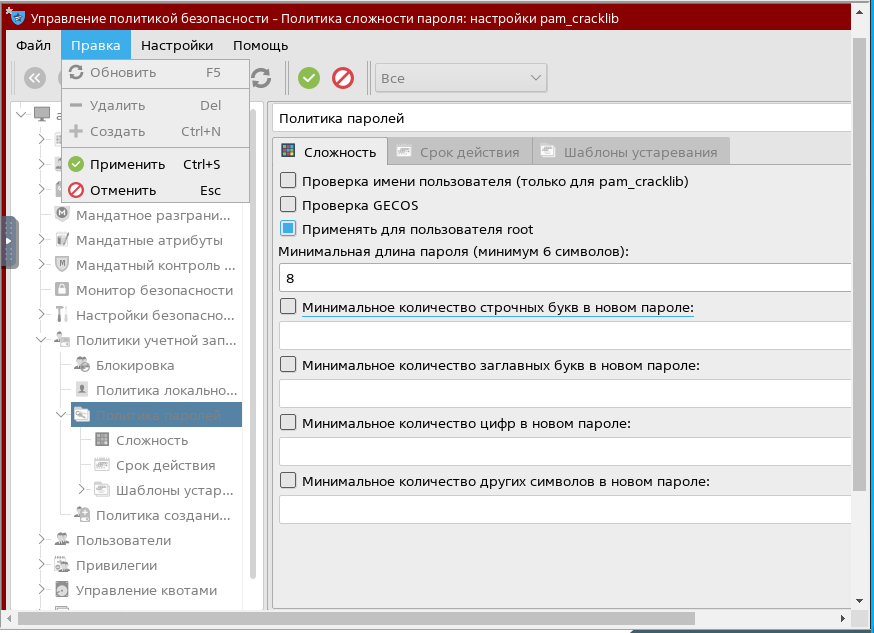 Управление политикой безопасности - Политика сложности пароля: настройки pam_cracklib
Файл Правка Настройки Помощь
Обновить F5
Удалить Del
Создать Ctrl+N
Применить Ctrl+S
Отменить Esc
Все
Мандатное разграни...
Мандатные атрибуты
Мандатный контроль ...
Монитор безопасности
Настройки безопасно...
Политики учетной зап...
Блокировка
Политика локально...
Политика паролей
Сложность
Срок действия
Шаблоны устар...
Политика создани...
Пользователи
Привилегии
Управление квотами
Политика паролей
Сложность Срок действия Шаблоны устаревания
Проверка имени пользователя (только для pam_cracklib)
Проверка GECOS
Применять для пользователя root
Минимальная длина пароля (минимум 6 символов):
8
Минимальное количество строчных букв в новом пароле:
Минимальное количество заглавных букв в новом пароле:
Минимальное количество цифр в новом пароле:
Минимальное количество других символов в новом пароле: